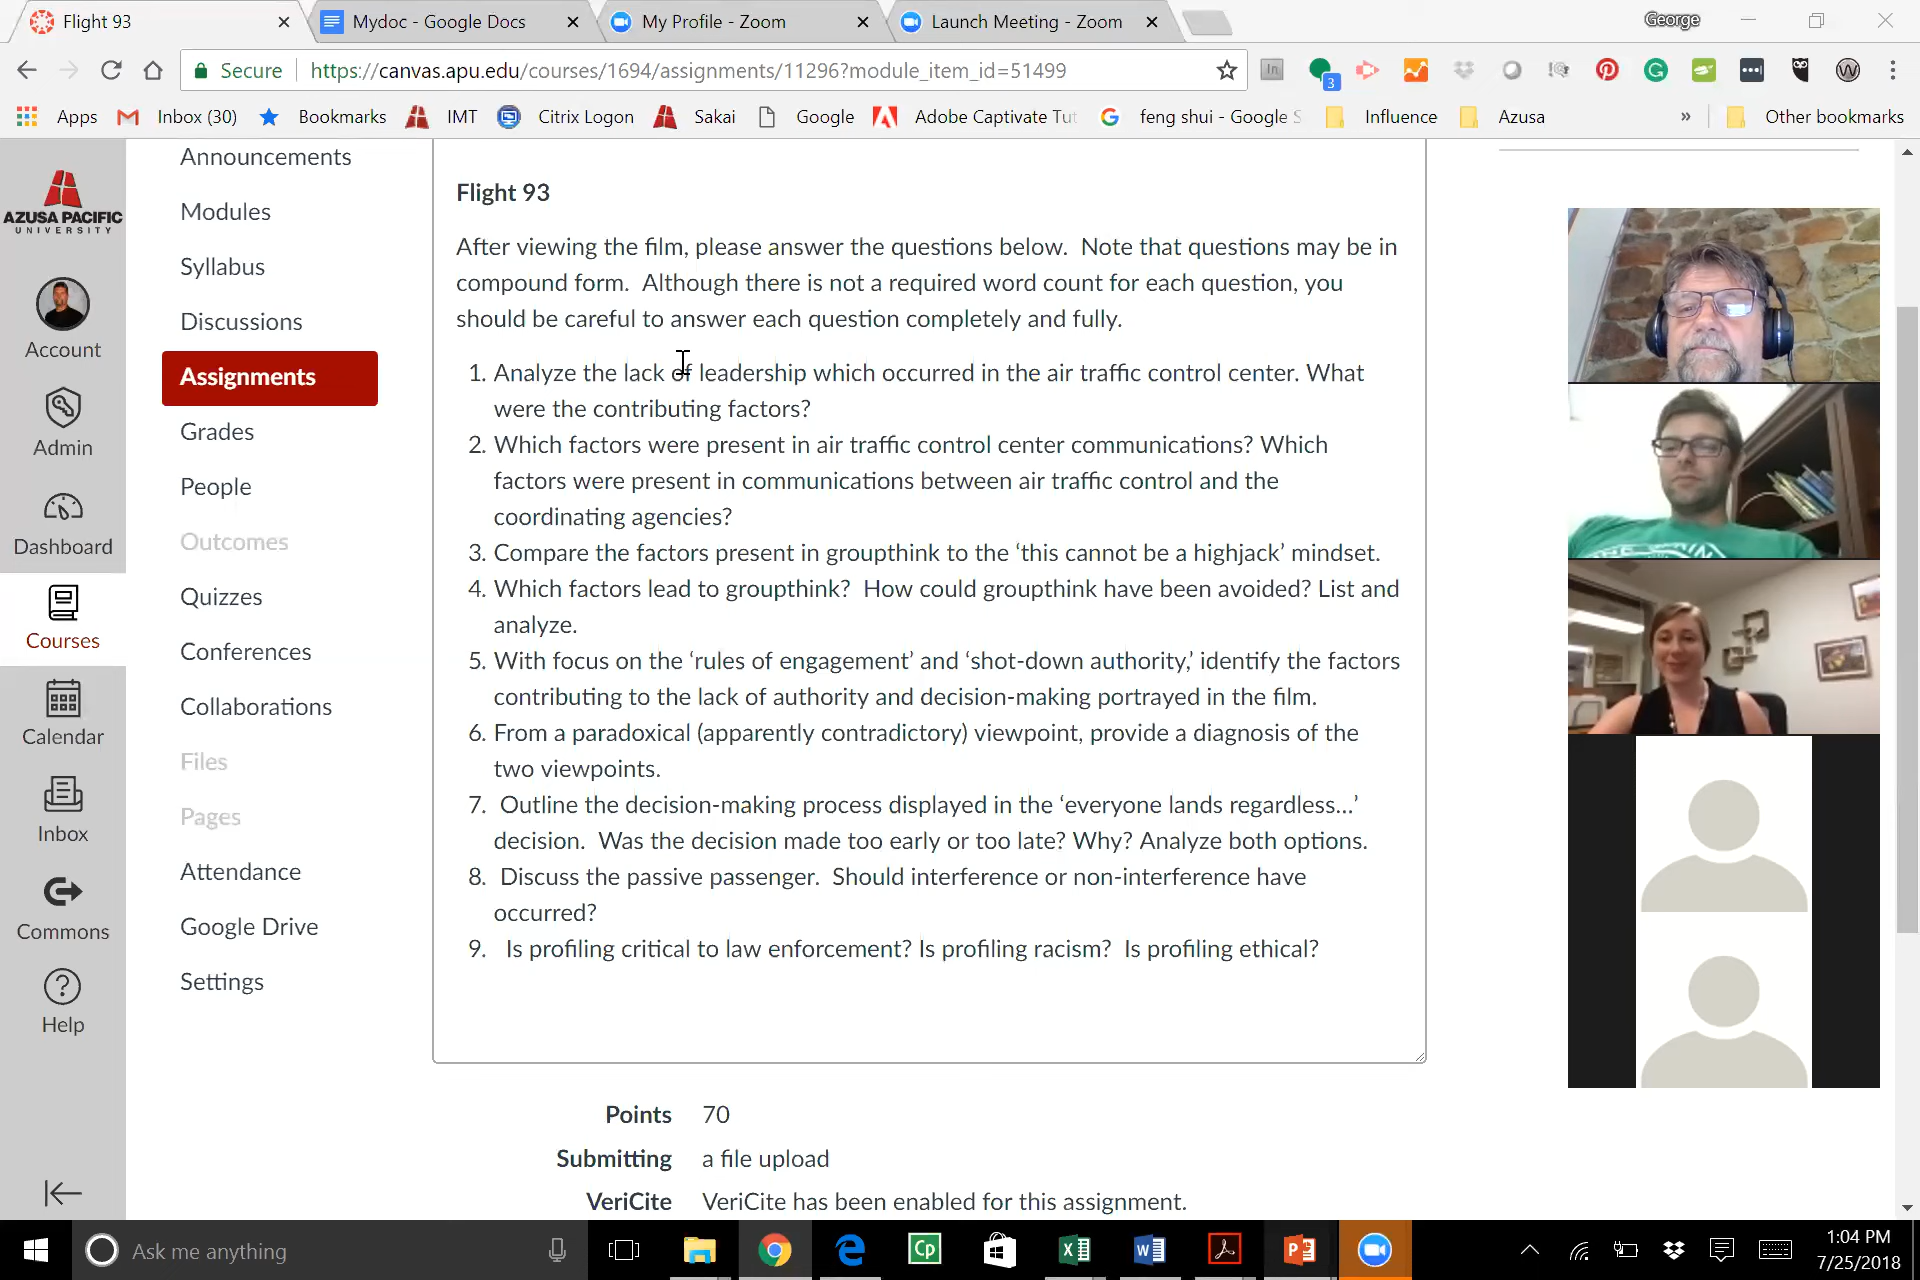 Flight 93
Mydoc - Google Docs
My Profile - Zoom
Launch Meeting - Zoom
George
Secure
https://canvas.apu.edu/courses/1694/assignments/11296?module_item_id=51499
In
3
Apps
Inbox (30)
Bookmarks
IMT
Citrix Logon
Sakai
Google
Adobe Captivate Tut
feng shui - Google S
Influence
Azusa
»
Other bookmarks
AZUSA PACIFIC
UNIVERSITY
Account
Admin
Dashboard
Courses
Calendar
Inbox
Commons
Help
Announcements
Modules
Syllabus
Discussions
Assignments
Grades
People
Outcomes
Quizzes
Conferences
Collaborations
Files
Pages
Attendance
Google Drive
Settings
Flight 93
After viewing the film, please answer the questions below.  Note that questions may be in
compound form.  Although there is not a required word count for each question, you
should be careful to answer each question completely and fully.
1. Analyze the lack of leadership which occurred in the air traffic control center. What
were the contributing factors?
2. Which factors were present in air traffic control center communications? Which
factors were present in communications between air traffic control and the
coordinating agencies?
3. Compare the factors present in groupthink to the ‘this cannot be a highjack’ mindset.
4. Which factors lead to groupthink?  How could groupthink have been avoided? List and
analyze.
5. With focus on the ‘rules of engagement’ and ‘shot-down authority,’ identify the factors
contributing to the lack of authority and decision-making portrayed in the film.
6. From a paradoxical (apparently contradictory) viewpoint, provide a diagnosis of the
two viewpoints.
7.  Outline the decision-making process displayed in the ‘everyone lands regardless...’
decision.  Was the decision made too early or too late? Why? Analyze both options.
8.  Discuss the passive passenger.  Should interference or non-interference have
occurred?
9.  Is profiling critical to law enforcement? Is profiling racism?  Is profiling ethical?
Points 70
Submitting a file upload
VeriCite VeriCite has been enabled for this assignment.
Ask me anything
Cp
1:04 PM
7/25/2018